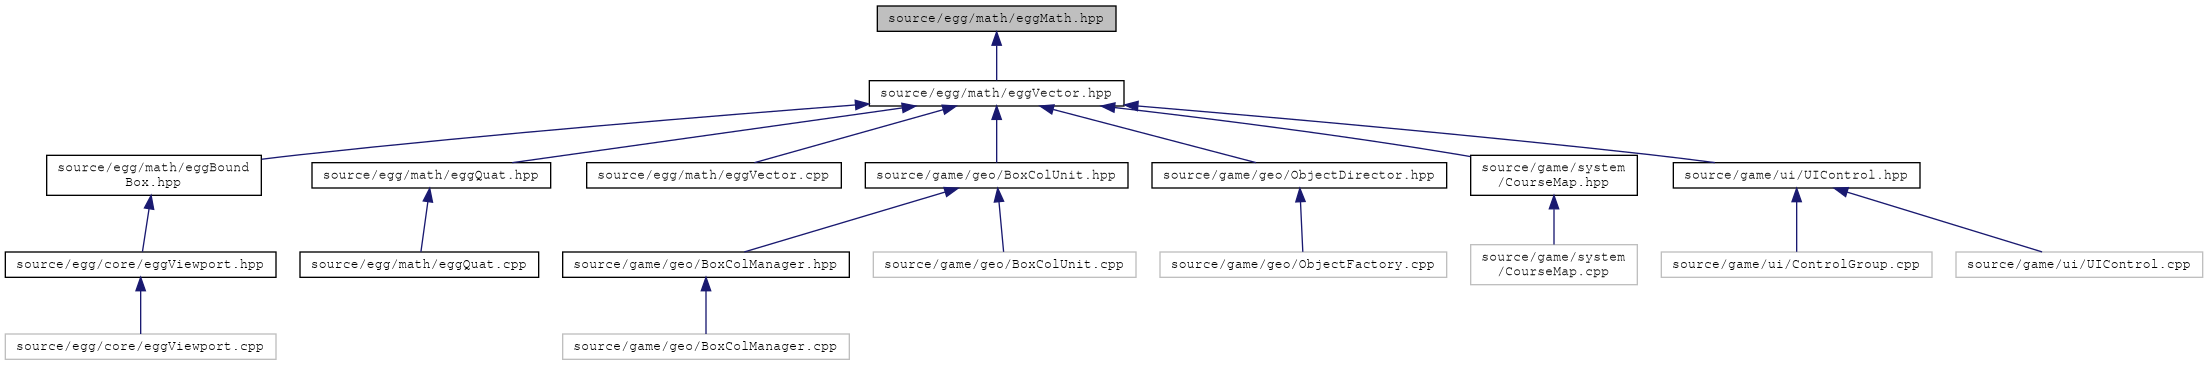 source/egg/math/eggMath.hpp
source/egg/math/eggVector.hpp
source/egg/math/eggBound
Box.hpp
source/egg/math/eggQuat.hpp
source/egg/math/eggVector.cpp
source/game/geo/BoxColUnit.hpp
source/game/geo/ObjectDirector.hpp
source/game/system
/CourseMap.hpp
source/game/ui/UIControl.hpp
source/egg/core/eggViewport.hpp
source/egg/math/eggQuat.cpp
source/game/geo/BoxColManager.hpp
source/game/geo/BoxColUnit.cpp
source/game/geo/ObjectFactory.cpp
source/game/system
/CourseMap.cpp
source/game/ui/ControlGroup.cpp
source/game/ui/UIControl.cpp
source/egg/core/eggViewport.cpp
source/game/geo/BoxColManager.cpp